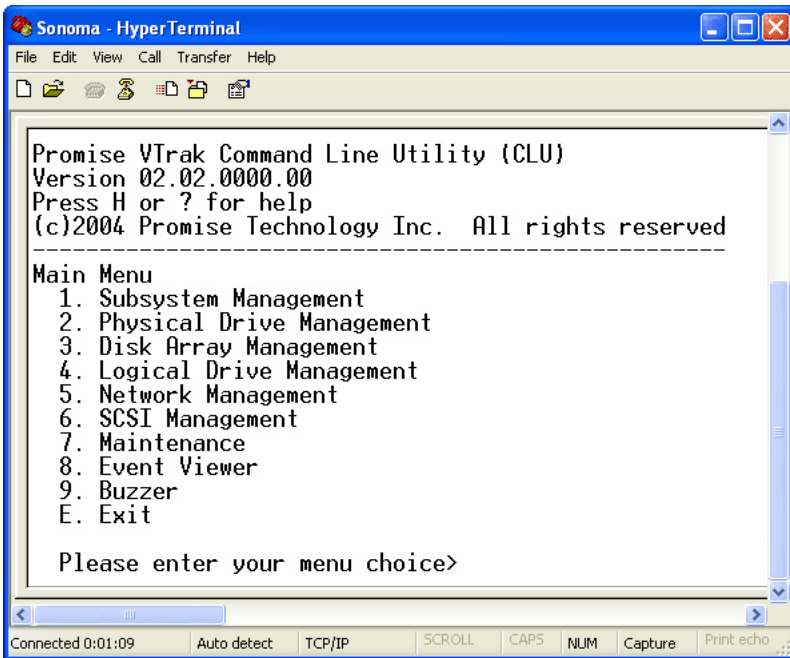 Sonoma - HyperTerminal
File Edit View Call Transfer Help
Promise VTrak Command Line Utility (CLU)
Version 02.02.0000.00
Press H or ? for help
(c)2004 Promise Technology Inc.  All rights reserved
----------------------------------------------------
Main Menu
1. Subsystem Management
2. Physical Drive Management
3. Disk Array Management
4. Logical Drive Management
5. Network Management
6. SCSI Management
7. Maintenance
8. Event Viewer
9. Buzzer
E. Exit
Please enter your menu choice>
Connected 0:01:09 Auto detect TCP/IP SCROLL CAPS NUM Capture Print echo